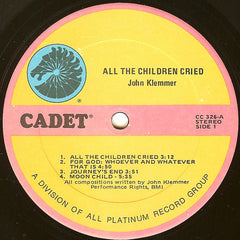 ALL THE CHILDREN CRIED
John Klemmer
CADET®
CC 326-A
STEREO
SIDE 1
1. ALL THE CHILDREN CRIED 3:12
2. FOR GOD: WHOEVER AND WHATEVER
THAT IS 4:50
3. JOURNEY'S END 3:51
4. MOON CHILD - 5:35
All compositions written by John Klemmer
Performance Rights, BMI
A DIVISION OF ALL PLATINUM RECORD GROUP